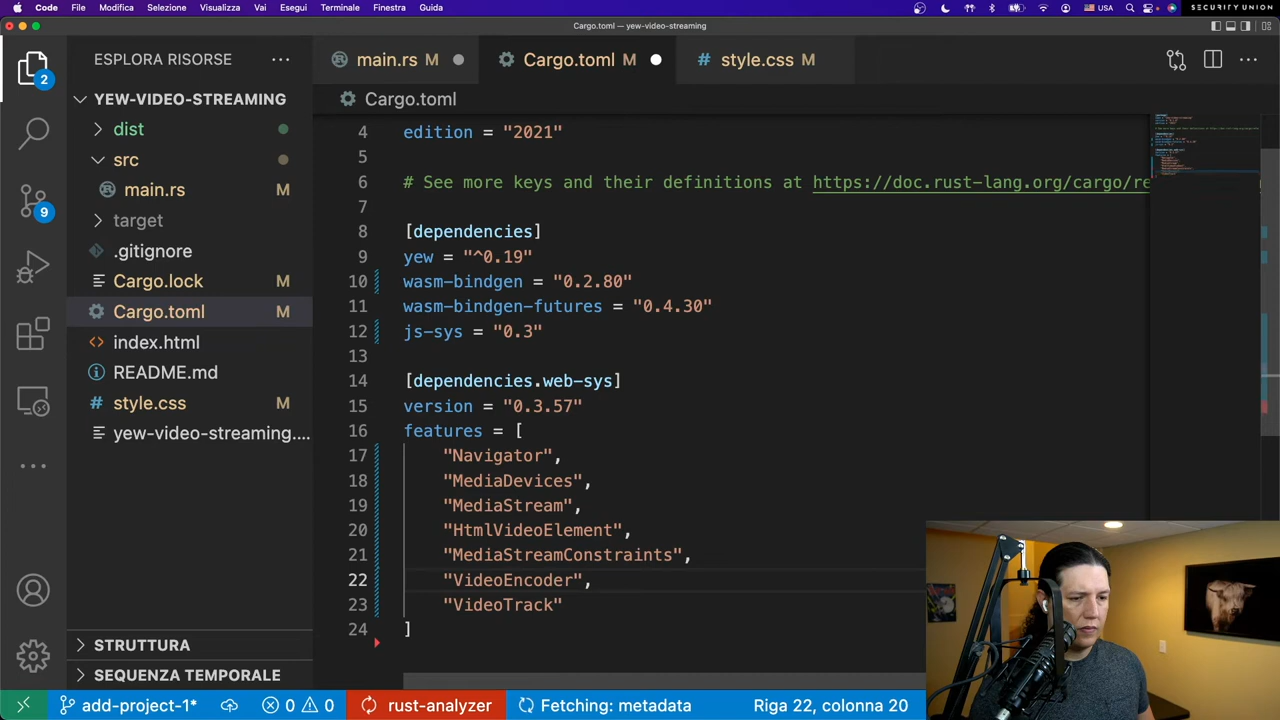 Code File Modifica Selezione Visualizza Vai Esegui Terminale Finestra Guida USA SECURITY UNION
Cargo.toml — yew-video-streaming
ESPLORA RISORSE
YEW-VIDEO-STREAMING
dist
src
main.rs M
target
.gitignore
Cargo.lock M
Cargo.toml M
index.html
README.md
style.css M
yew-video-streaming....
STRUTTURA
SEQUENZA TEMPORALE
2
9
main.rs M Cargo.toml M style.css M
Cargo.toml
4 edition = "2021"
5
6 # See more keys and their definitions at https://doc.rust-lang.org/cargo/re
7
8 [dependencies]
9 yew = "^0.19"
10 wasm-bindgen = "0.2.80"
11 wasm-bindgen-futures = "0.4.30"
12 js-sys = "0.3"
13
14 [dependencies.web-sys]
15 version = "0.3.57"
16 features = [
17 "Navigator",
18 "MediaDevices",
19 "MediaStream",
20 "HtmlVideoElement",
21 "MediaStreamConstraints",
22 "VideoEncoder",
23 "VideoTrack"
24 ]
add-project-1* 0 0 rust-analyzer Fetching: metadata Riga 22, colonna 20